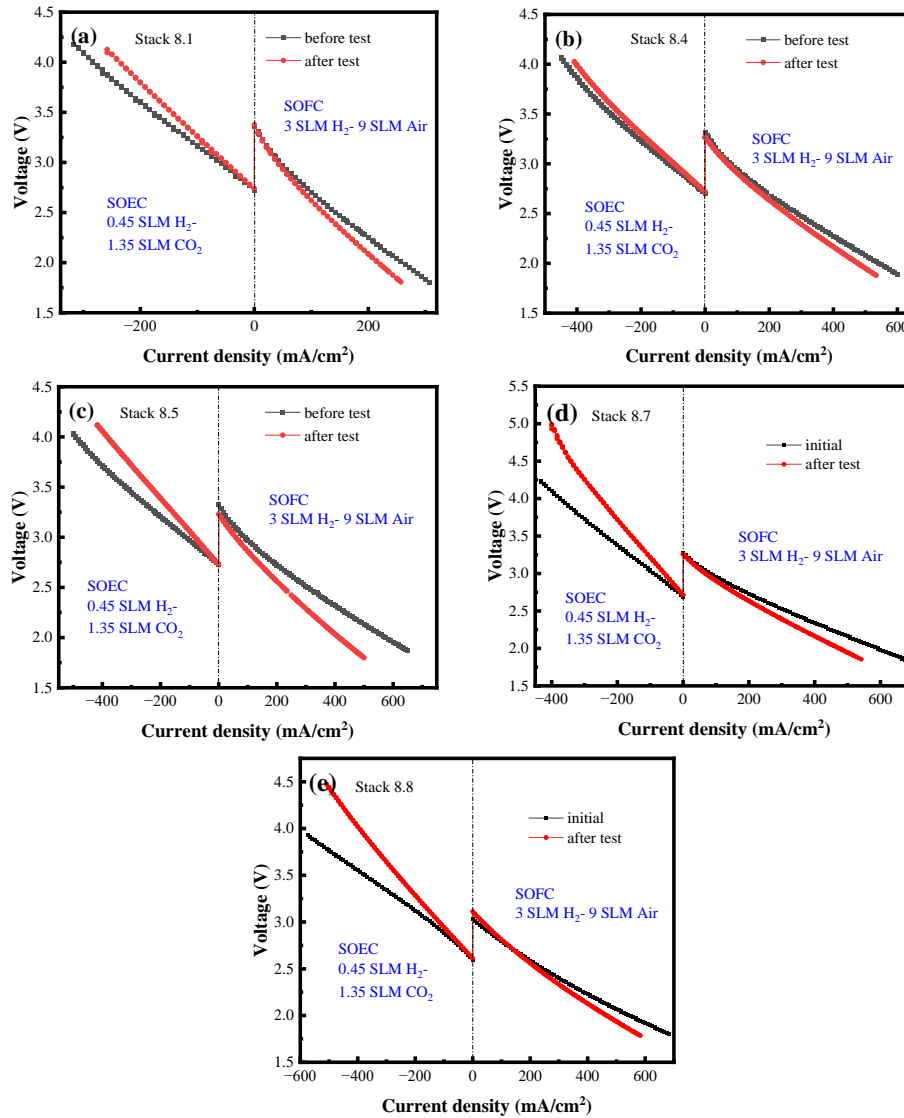 (a)
Stack 8.1
before test
after test
SOFC
3 SLM H₂- 9 SLM Air
SOEC
0.45 SLM H₂-
1.35 SLM CO₂
Voltage (V)
4.5
4.0
3.5
3.0
2.5
2.0
1.5
−200
0
200
Current density (mA/cm²)
(b)
Stack 8.4
before test
after test
SOFC
3 SLM H₂- 9 SLM Air
SOEC
0.45 SLM H₂-
1.35 SLM CO₂
Voltage (V)
4.5
4.0
3.5
3.0
2.5
2.0
1.5
−400
−200
0
200
400
600
Current density (mA/cm²)
(c)
Stack 8.5
before test
after test
SOFC
3 SLM H₂- 9 SLM Air
SOEC
0.45 SLM H₂-
1.35 SLM CO₂
Voltage (V)
4.5
4.0
3.5
3.0
2.5
2.0
1.5
−400
−200
0
200
400
600
Current density (mA/cm²)
(d)
Stack 8.7
initial
after test
SOFC
3 SLM H₂- 9 SLM Air
SOEC
0.45 SLM H₂-
1.35 SLM CO₂
Voltage (V)
5.5
5.0
4.5
4.0
3.5
3.0
2.5
2.0
1.5
−400
−200
0
200
400
600
Current density (mA/cm²)
(e)
Stack 8.8
initial
after test
SOFC
3 SLM H₂- 9 SLM Air
SOEC
0.45 SLM H₂-
1.35 SLM CO₂
Voltage (V)
4.5
4.0
3.5
3.0
2.5
2.0
1.5
−600
−400
−200
0
200
400
600
Current density (mA/cm²)